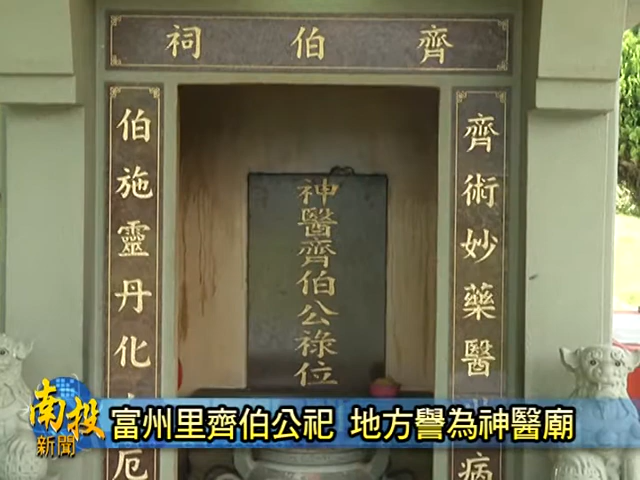 齊伯祠
齊術妙藥醫
病
神醫齊伯公祿位
伯施靈丹化
厄
南投新聞
富州里齊伯公祀 地方譽為神醫廟